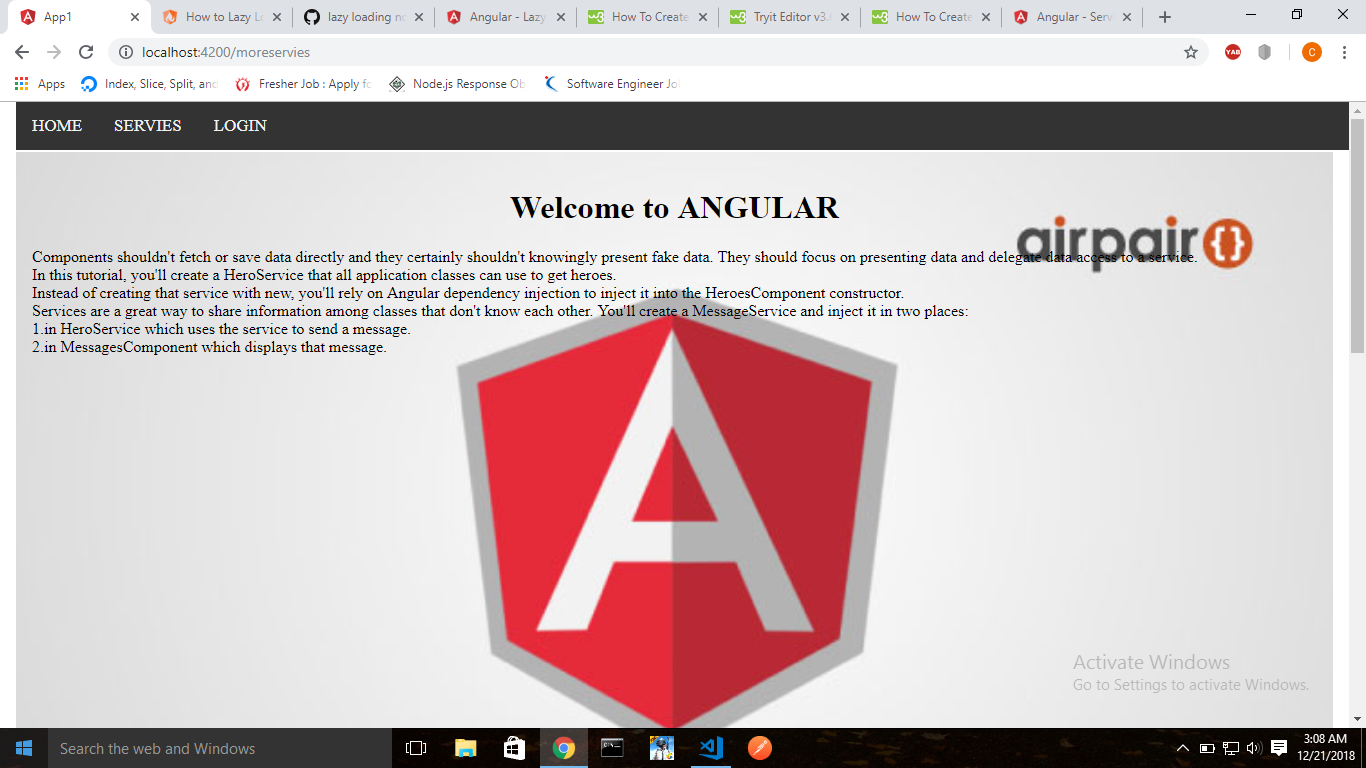 App1
How to Lazy Lo
lazy loading no
Angular - Lazy
How To Create
Tryit Editor v3.
How To Create
Angular - Serv
localhost:4200/moreservies
YAB
C
Apps
Index, Slice, Split, and
Fresher Job : Apply fo
Node.js Response Ob
Software Engineer Jo
HOME SERVIES LOGIN
Welcome to ANGULAR
airpair
Components shouldn't fetch or save data directly and they certainly shouldn't knowingly present fake data. They should focus on presenting data and delegate data access to a service.
In this tutorial, you'll create a HeroService that all application classes can use to get heroes.
Instead of creating that service with new, you'll rely on Angular dependency injection to inject it into the HeroesComponent constructor.
Services are a great way to share information among classes that don't know each other. You'll create a MessageService and inject it in two places:
1.in HeroService which uses the service to send a message.
2.in MessagesComponent which displays that message.
Activate Windows
Go to Settings to activate Windows.
Search the web and Windows
3:08 AM
12/21/2018